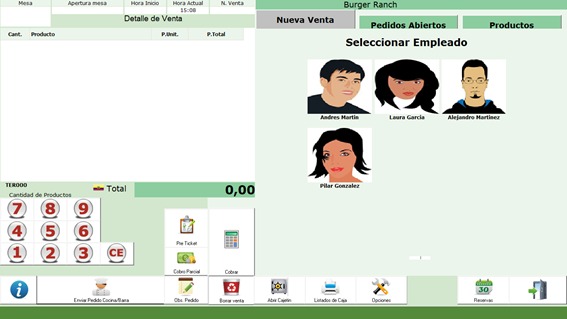 Mesa Apertura mesa Hora Inicio Hora Actual N. Venta
15:08
Detalle de Venta
Cant. Producto P.Unit. P.Total
Burger Ranch
Nueva Venta Pedidos Abiertos Productos
Seleccionar Empleado
Andres Martin Laura Garcia Alejandro Martinez
Pilar Gonzalez
TER000
Total 0,00
Cantidad de Productos
7 8 9
4 5 6
1 2 3 CE
Pre Ticket
Cobro Parcial
Cobrar
Enviar Pedido Cocina/Barra
Obs. Pedido
Borrar venta
Abrir Cajetin
Listados de Caja
Opciones
30
Reservas